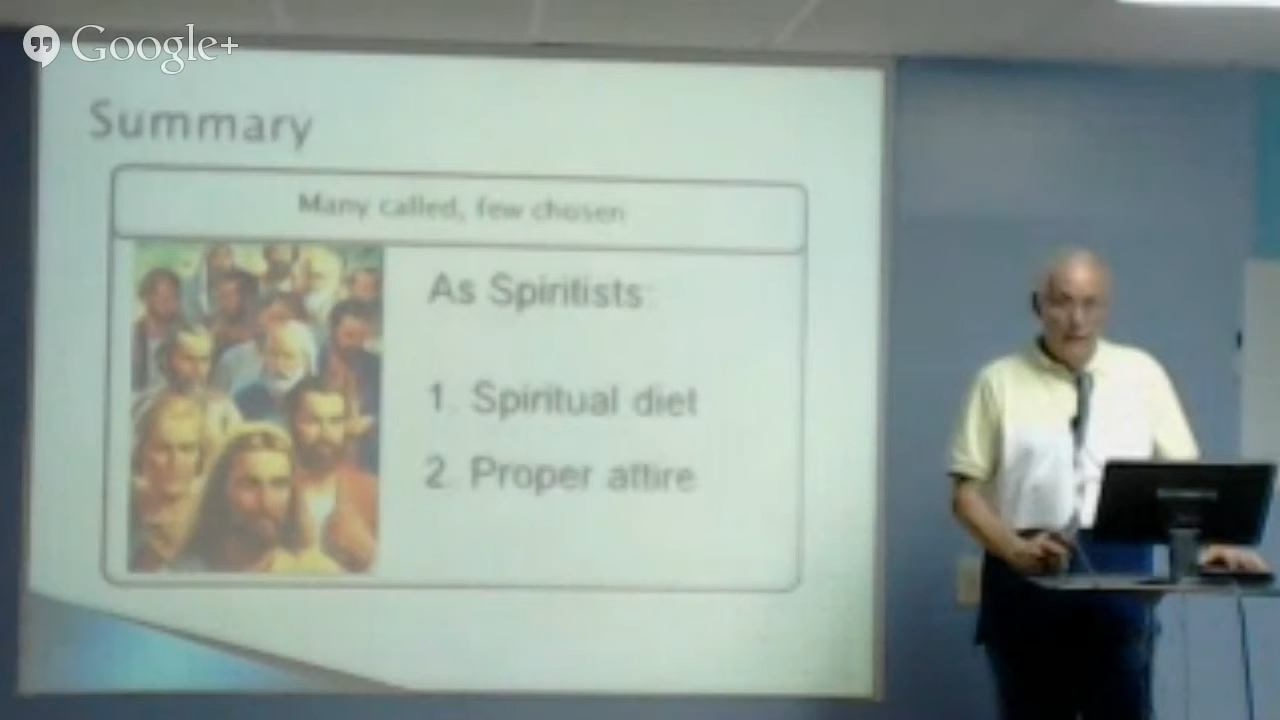 Google+
Summary
Many called, few chosen
As Spiritists:
1. Spiritual diet
2. Proper attire